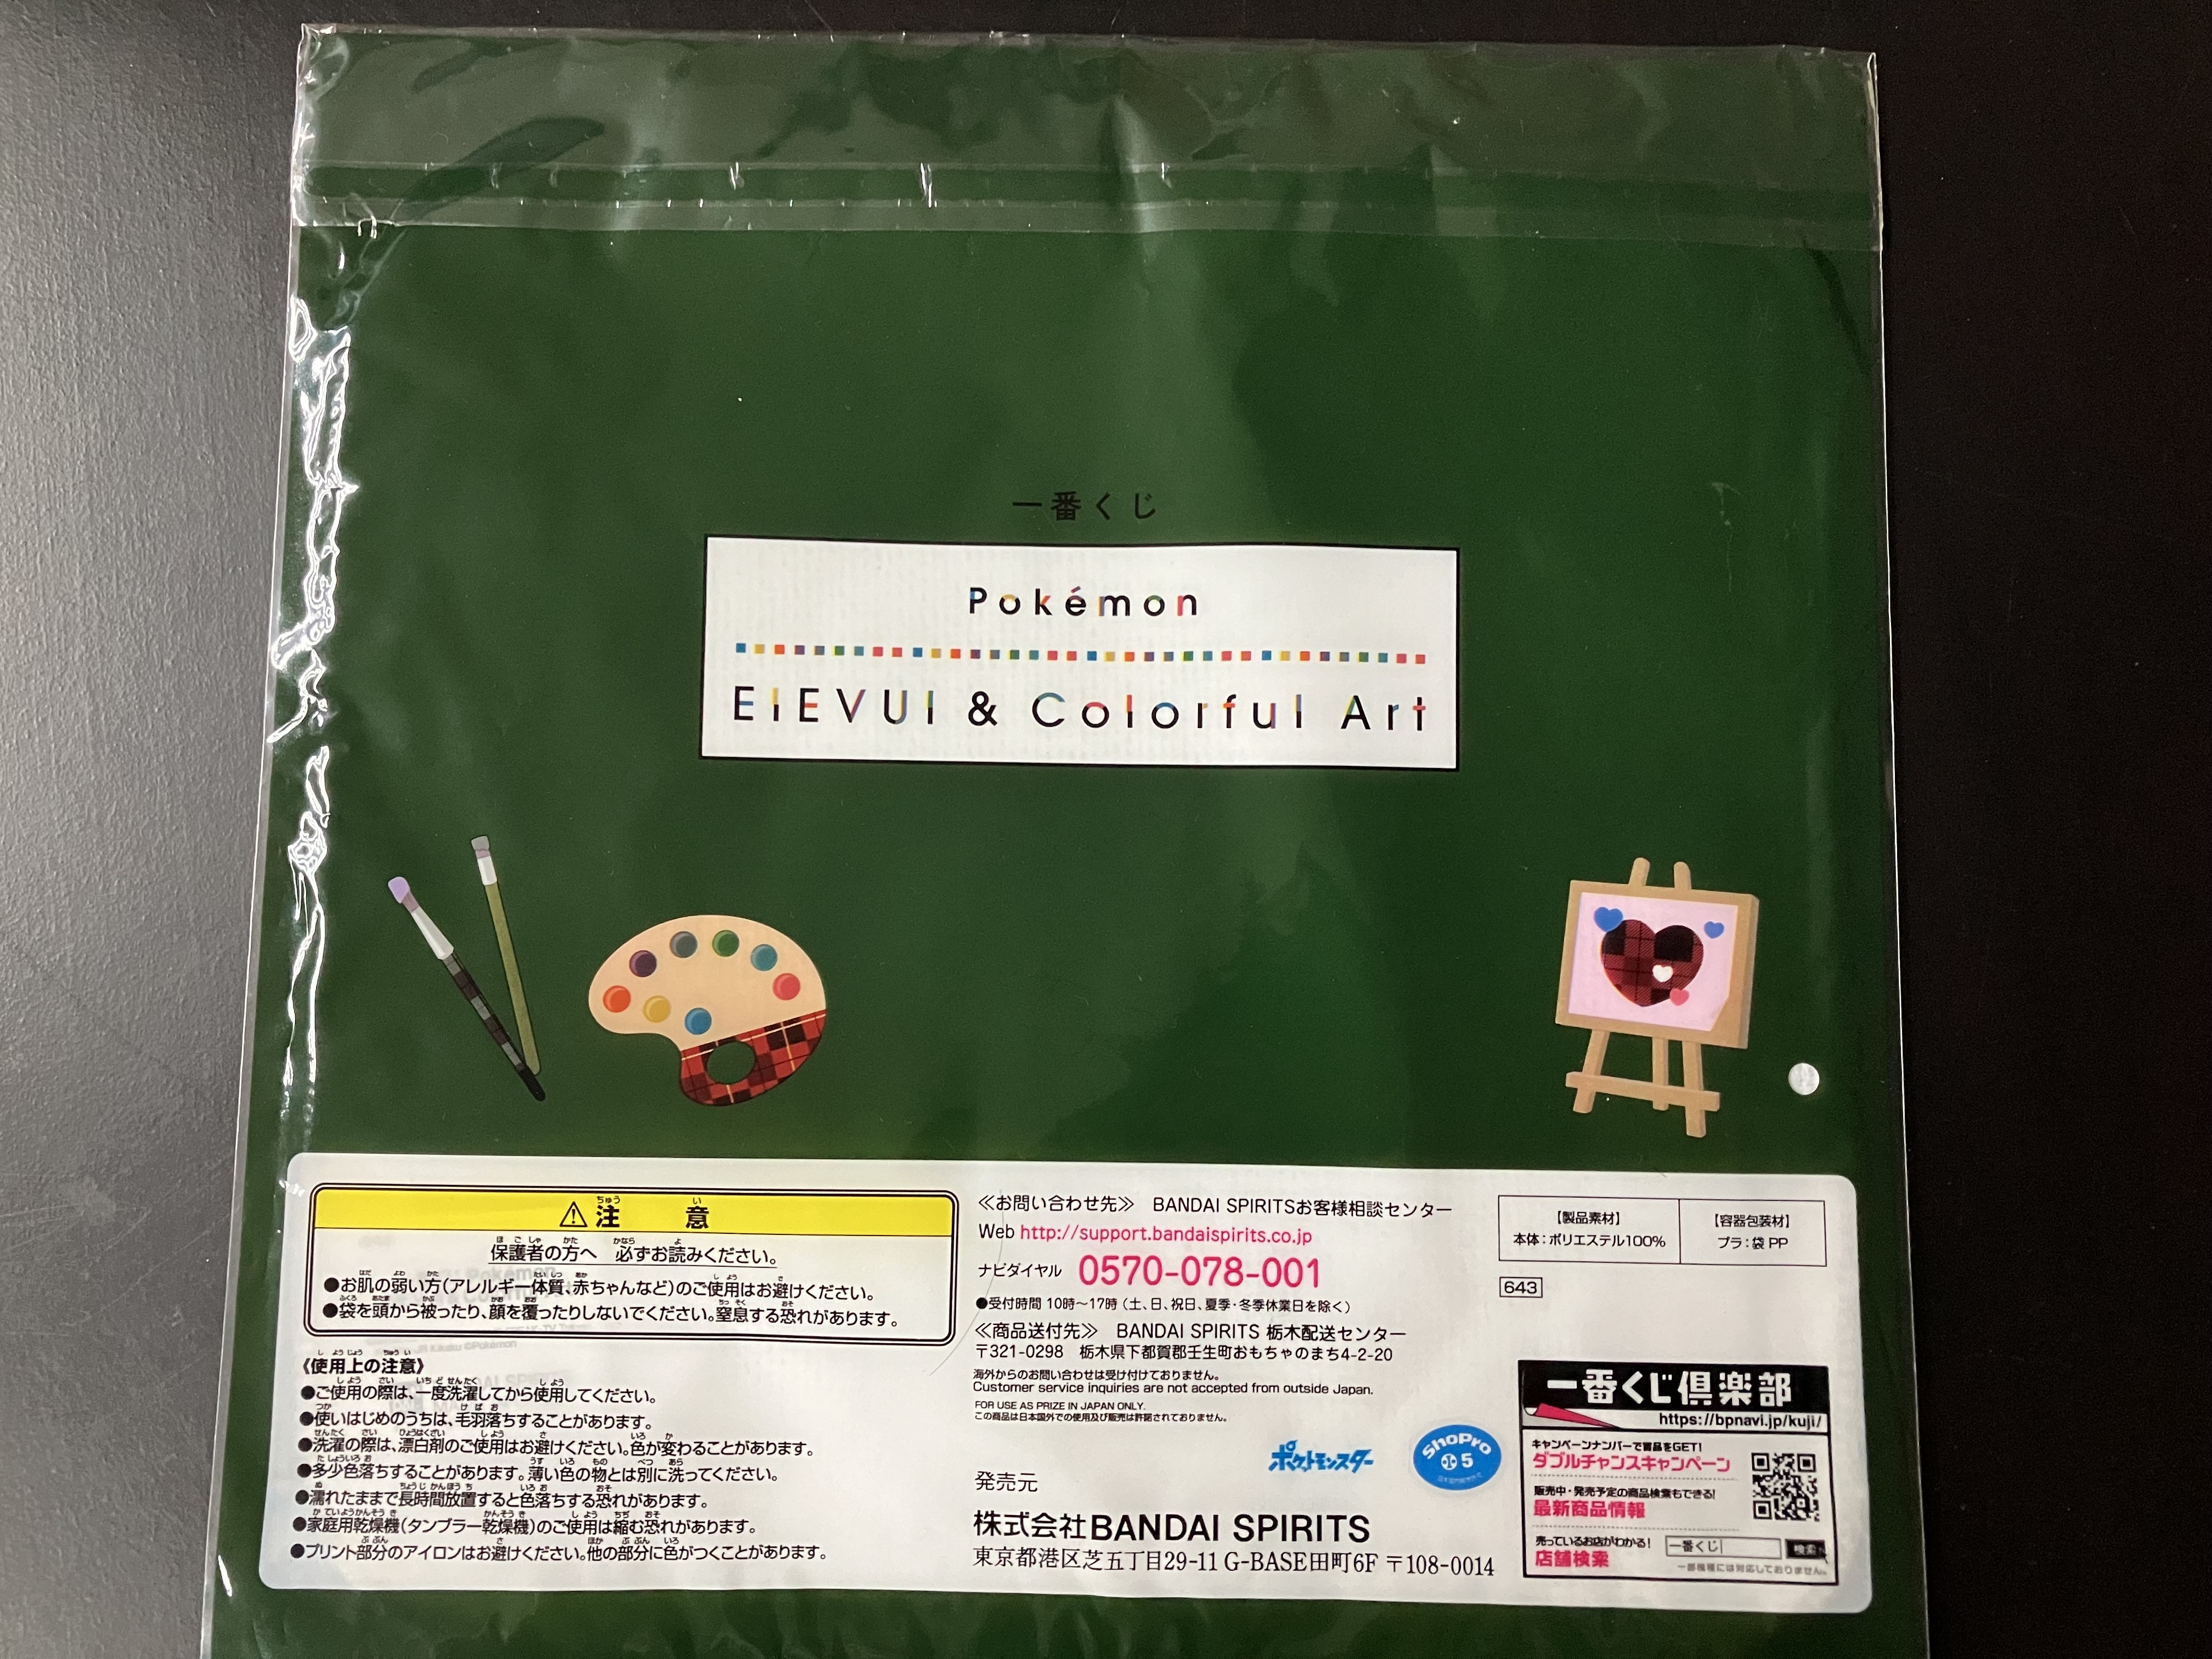 一番くじ
Pokémon
EIEVUI & Colorful Art
注意
保護者の方へ 必ずお読みください。
●お肌の弱い方(アレルギー体質、赤ちゃんなど)のご使用はお避けください。
●袋を頭から被ったり、顔を覆ったりしないでください。窒息する恐れがあります。
《使用上の注意》
●ご使用の際は、一度洗濯してから使用してください。
●使いはじめのうちは、毛羽落ちすることがあります。
●洗濯の際は、漂白剤のご使用はお避けください。色が変わることがあります。
●多少色落ちすることがあります。薄い色の物とは別に洗ってください。
●濡れたままで長時間放置すると色落ちする恐れがあります。
●家庭用乾燥機(タンブラー乾燥機)のご使用は縮む恐れがあります。
●プリント部分のアイロンはお避けください。他の部分に色がつくことがあります。
≪お問い合わせ先≫ BANDAI SPIRITSお客様相談センター
Web http://support.bandaispirits.co.jp
ナビダイヤル 0570-078-001
●受付時間 10時～17時(土、日、祝日、夏季・冬季休業日を除く)
≪商品送付先≫ BANDAI SPIRITS 栃木配送センター
〒321-0298 栃木県下都賀郡壬生町おもちゃのまち4-2-20
海外からのお問い合わせは受け付けておりません。
Customer service inquiries are not accepted from outside Japan.
FOR USE AS PRIZE IN JAPAN ONLY.
この商品は日本国外での使用及び販売は許諾されておりません。
ポケットモンスター
ShoPro
小5
発売元
株式会社BANDAI SPIRITS
東京都港区芝五丁目29-11 G-BASE田町6F 〒108-0014
【製品素材】
本体:ポリエステル100%
【容器包装材】
プラ:袋 PP
643
一番くじ倶楽部
https://bpnavi.jp/kuji/
キャンペーンナンバーで賞品をGET!
ダブルチャンスキャンペーン
販売中・発売予定の商品検索もできる!
最新商品情報
売っているお店がわかる!
店舗検索
一番くじ 検索
一部機種には対応しておりません。